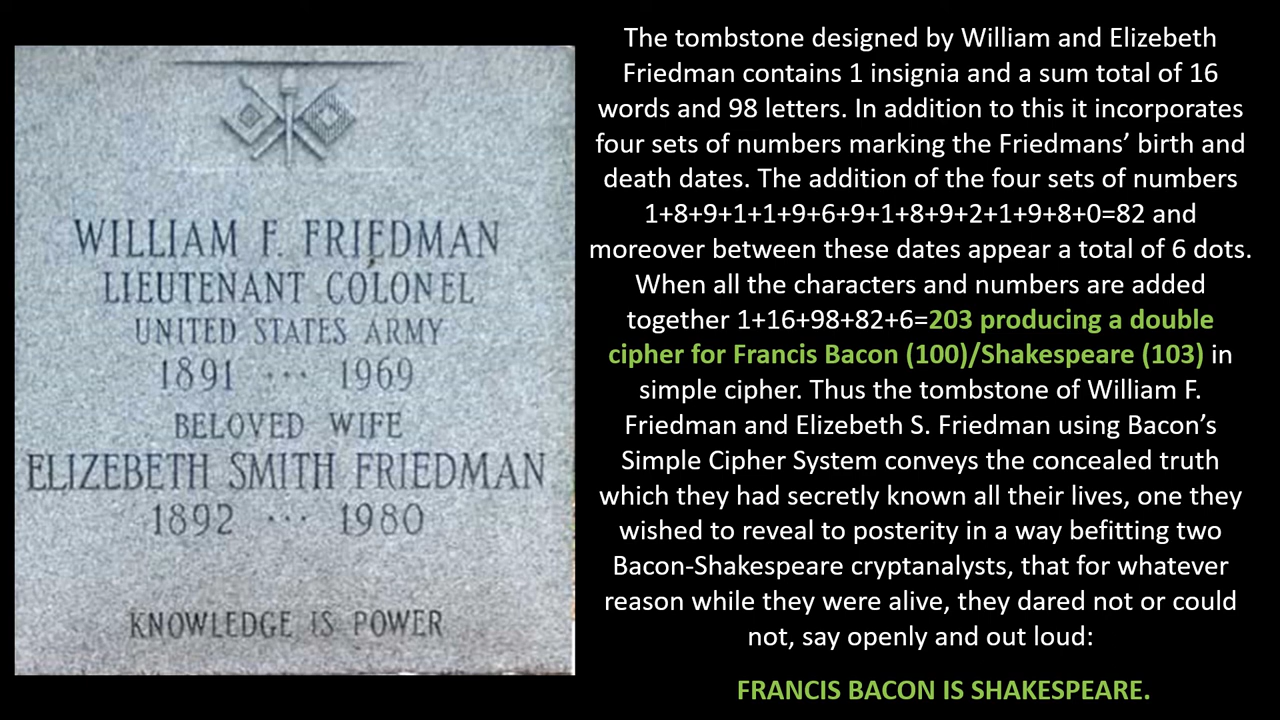 WILLIAM F. FRIEDMAN
LIEUTENANT COLONEL
UNITED STATES ARMY
1891 ··· 1969
BELOVED WIFE
ELIZEBETH SMITH FRIEDMAN
1892 ··· 1980
KNOWLEDGE IS POWER
The tombstone designed by William and Elizebeth
Friedman contains 1 insignia and a sum total of 16
words and 98 letters. In addition to this it incorporates
four sets of numbers marking the Friedmans’ birth and
death dates. The addition of the four sets of numbers
1+8+9+1+1+9+6+9+1+8+9+2+1+9+8+0=82 and
moreover between these dates appear a total of 6 dots.
When all the characters and numbers are added
together 1+16+98+82+6=203 producing a double
cipher for Francis Bacon (100)/Shakespeare (103) in
simple cipher. Thus the tombstone of William F.
Friedman and Elizebeth S. Friedman using Bacon’s
Simple Cipher System conveys the concealed truth
which they had secretly known all their lives, one they
wished to reveal to posterity in a way befitting two
Bacon-Shakespeare cryptanalysts, that for whatever
reason while they were alive, they dared not or could
not, say openly and out loud:
FRANCIS BACON IS SHAKESPEARE.